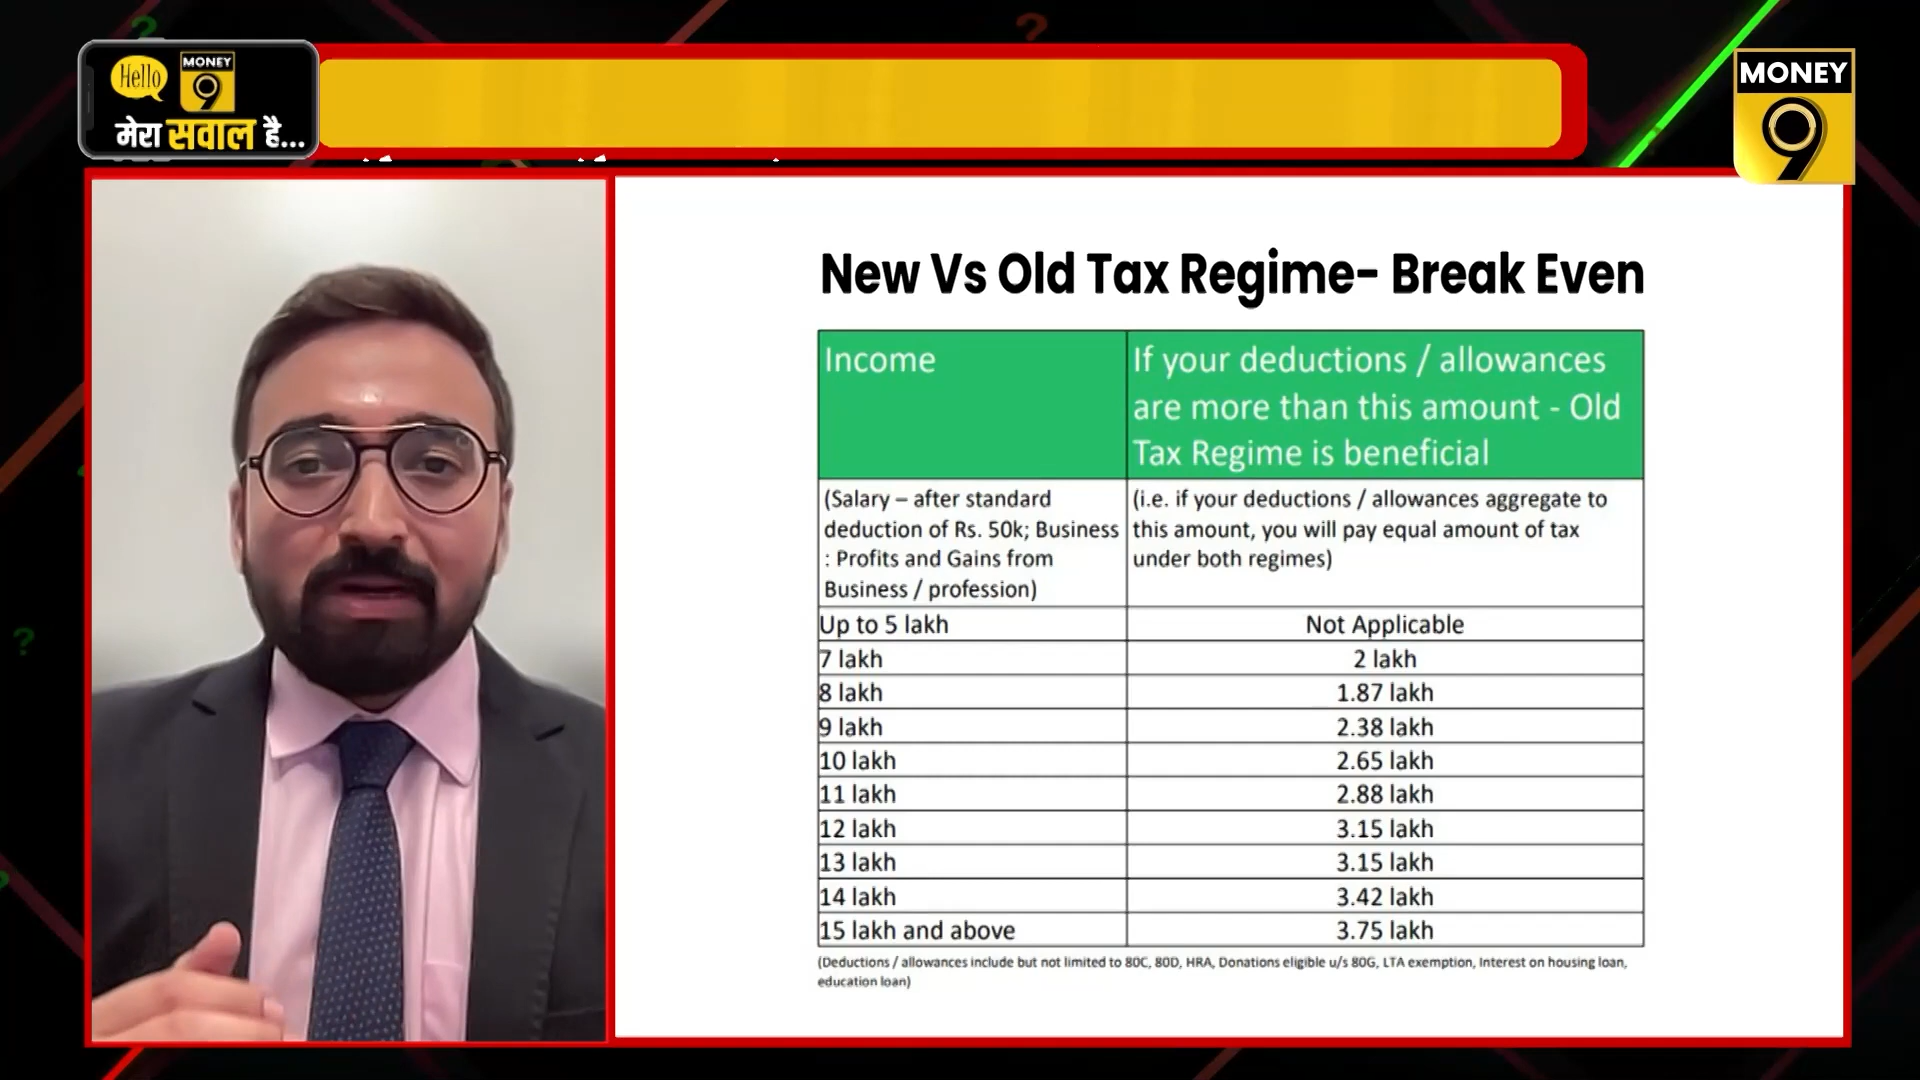 Hello
MONEY
9
मेरा सवाल है...
MONEY
9
New Vs Old Tax Regime- Break Even
Income
If your deductions / allowances
are more than this amount - Old
Tax Regime is beneficial
(Salary – after standard
deduction of Rs. 50k; Business
: Profits and Gains from
Business / profession)
(i.e. if your deductions / allowances aggregate to
this amount, you will pay equal amount of tax
under both regimes)
Up to 5 lakh Not Applicable
7 lakh 2 lakh
8 lakh 1.87 lakh
9 lakh 2.38 lakh
10 lakh 2.65 lakh
11 lakh 2.88 lakh
12 lakh 3.15 lakh
13 lakh 3.15 lakh
14 lakh 3.42 lakh
15 lakh and above 3.75 lakh
(Deductions / allowances include but not limited to 80C, 80D, HRA, Donations eligible u/s 80G, LTA exemption, Interest on housing loan,
education loan)